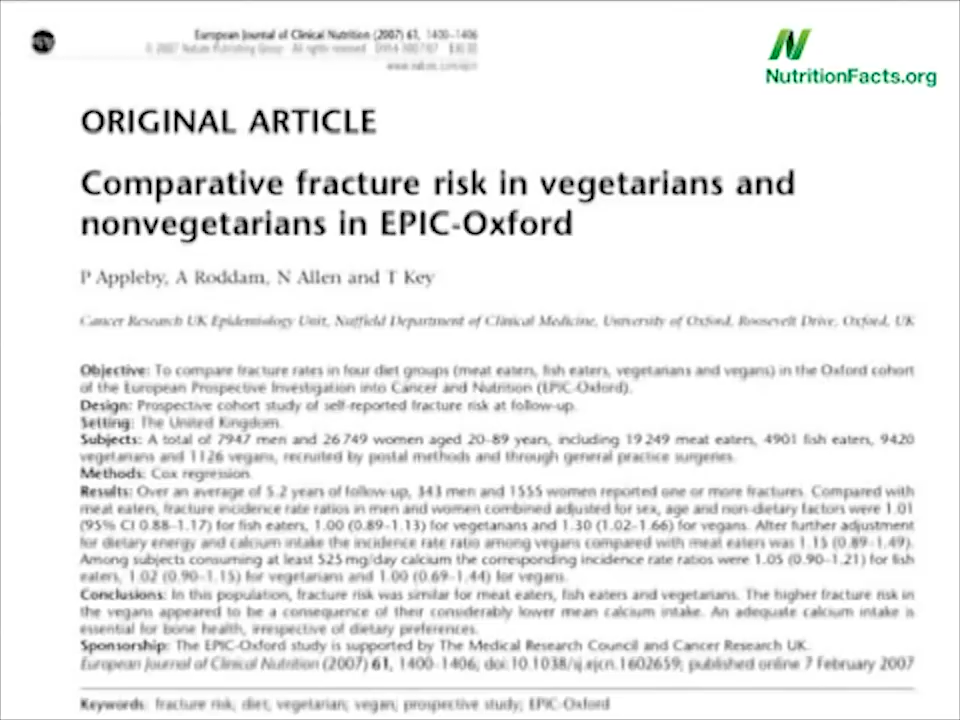 European Journal of Clinical Nutrition (2007) 61, 1400–1406
© 2007 Nature Publishing Group All rights reserved
NutritionFacts.org
ORIGINAL ARTICLE
Comparative fracture risk in vegetarians and
nonvegetarians in EPIC-Oxford
P Appleby, A Roddam, N Allen and T Key
Cancer Research UK Epidemiology Unit, Nuffield Department of Clinical Medicine, University of Oxford, Roosevelt Drive, Oxford, UK
Objective: To compare fracture rates in four diet groups (meat eaters, fish eaters, vegetarians and vegans) in the Oxford cohort
of the European Prospective Investigation into Cancer and Nutrition (EPIC-Oxford).
Design: Prospective cohort study of self-reported fracture risk at follow-up.
Setting: The United Kingdom.
Subjects: A total of 7947 men and 26 749 women aged 20–89 years, including 19 249 meat eaters, 4901 fish eaters, 9420
vegetarians and 1126 vegans, recruited by postal methods and through general practice surgeries.
Methods: Cox regression.
Results: Over an average of 5.2 years of follow-up, 343 men and 1555 women reported one or more fractures. Compared with
meat eaters, fracture incidence rate ratios in men and women combined adjusted for sex, age and non-dietary factors were 1.01
(95% CI 0.88–1.17) for fish eaters, 1.00 (0.89–1.13) for vegetarians and 1.30 (1.02–1.66) for vegans. After further adjustment
for dietary energy and calcium intake the incidence rate ratio among vegans compared with meat eaters was 1.15 (0.89–1.49).
Among subjects consuming at least 525 mg/day calcium the corresponding incidence rate ratios were 1.05 (0.90–1.21) for fish
eaters, 1.02 (0.90–1.15) for vegetarians and 1.00 (0.69–1.44) for vegans.
Conclusions: In this population, fracture risk was similar for meat eaters, fish eaters and vegetarians. The higher fracture risk in
the vegans appeared to be a consequence of their considerably lower mean calcium intake. An adequate calcium intake is
essential for bone health, irrespective of dietary preferences.
Sponsorship: The EPIC-Oxford study is supported by The Medical Research Council and Cancer Research UK.
European Journal of Clinical Nutrition (2007) 61, 1400–1406; doi:10.1038/sj.ejcn.1602659; published online 7 February 2007
Keywords: fracture risk; diet; vegetarian; vegan; prospective study; EPIC-Oxford